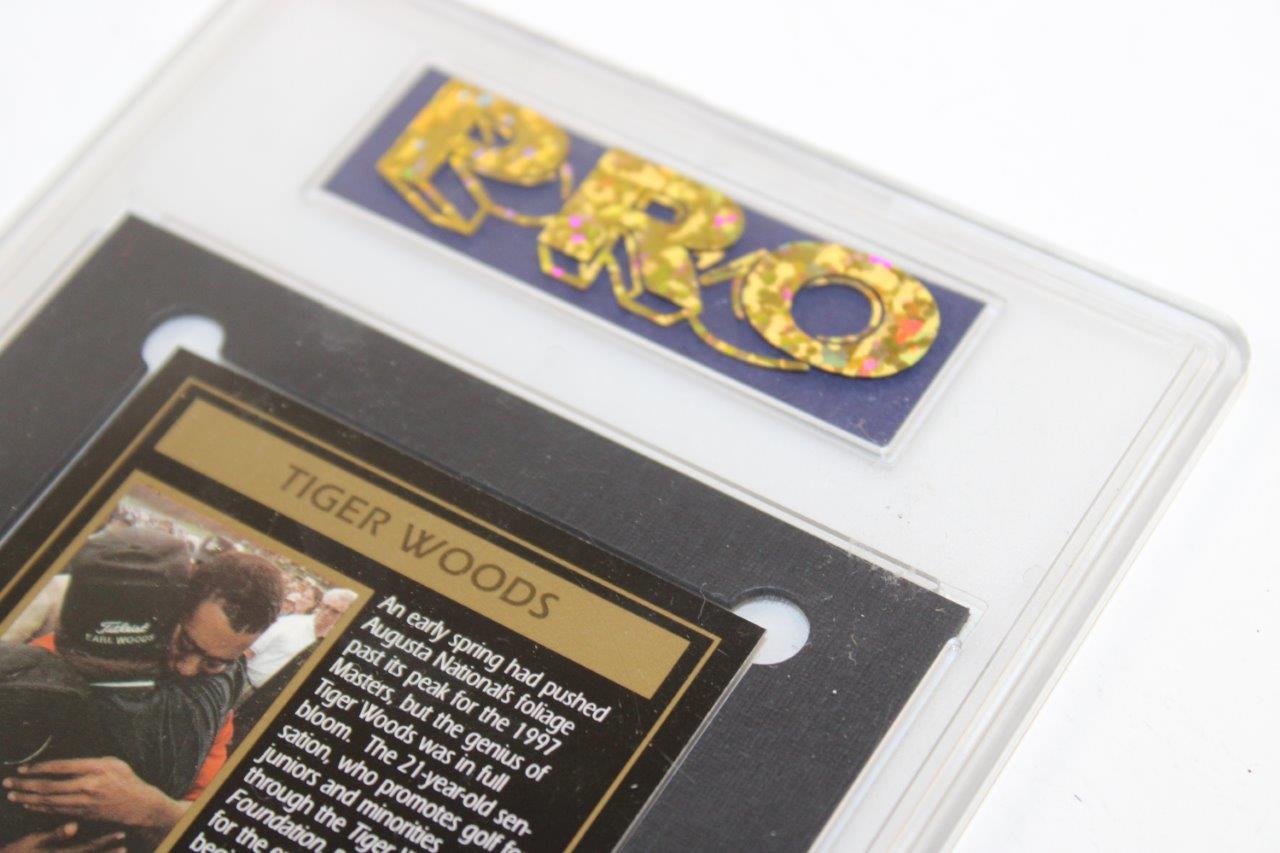 PRO
TIGER WOODS
Titleist
EARL WOODS
An early spring had pushed
Augusta National's foliage
past its peak for the 1997
Masters, but the genius of
Tiger Woods was in full
bloom. The 21-year-old sen-
sation, who promotes golf
juniors and minorities
through the Tiger
Foundation,
for the